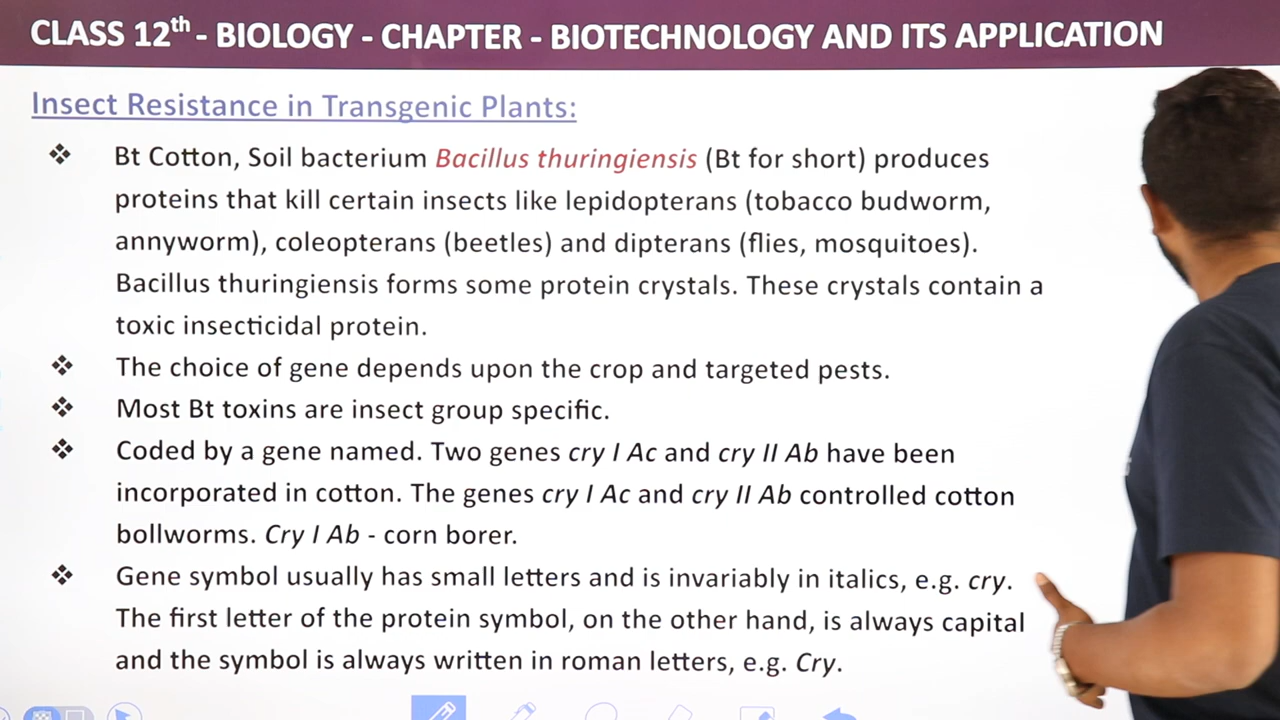 CLASS 12th - BIOLOGY - CHAPTER - BIOTECHNOLOGY AND ITS APPLICATION
Insect Resistance in Transgenic Plants:
❖ Bt Cotton, Soil bacterium Bacillus thuringiensis (Bt for short) produces
proteins that kill certain insects like lepidopterans (tobacco budworm,
annyworm), coleopterans (beetles) and dipterans (flies, mosquitoes).
Bacillus thuringiensis forms some protein crystals. These crystals contain a
toxic insecticidal protein.
❖ The choice of gene depends upon the crop and targeted pests.
❖ Most Bt toxins are insect group specific.
❖ Coded by a gene named. Two genes cry I Ac and cry II Ab have been
incorporated in cotton. The genes cry I Ac and cry II Ab controlled cotton
bollworms. Cry I Ab - corn borer.
❖ Gene symbol usually has small letters and is invariably in italics, e.g. cry.
The first letter of the protein symbol, on the other hand, is always capital
and the symbol is always written in roman letters, e.g. Cry.